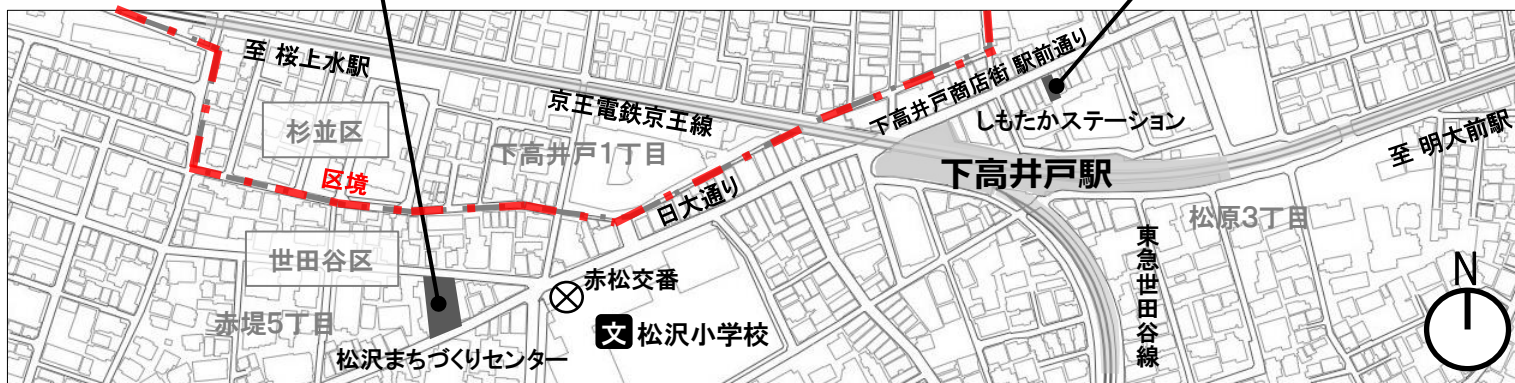 至 桜上水駅
京王電鉄京王線
下高井戸商店街 駅前通り
しもたかステーション
至 明大前駅
杉並区
下高井戸1丁目
下高井戸駅
区境
日大通り
松原3丁目
世田谷区
東急世田谷線
赤松交番
赤堤5丁目
文 松沢小学校
松沢まちづくりセンター
N